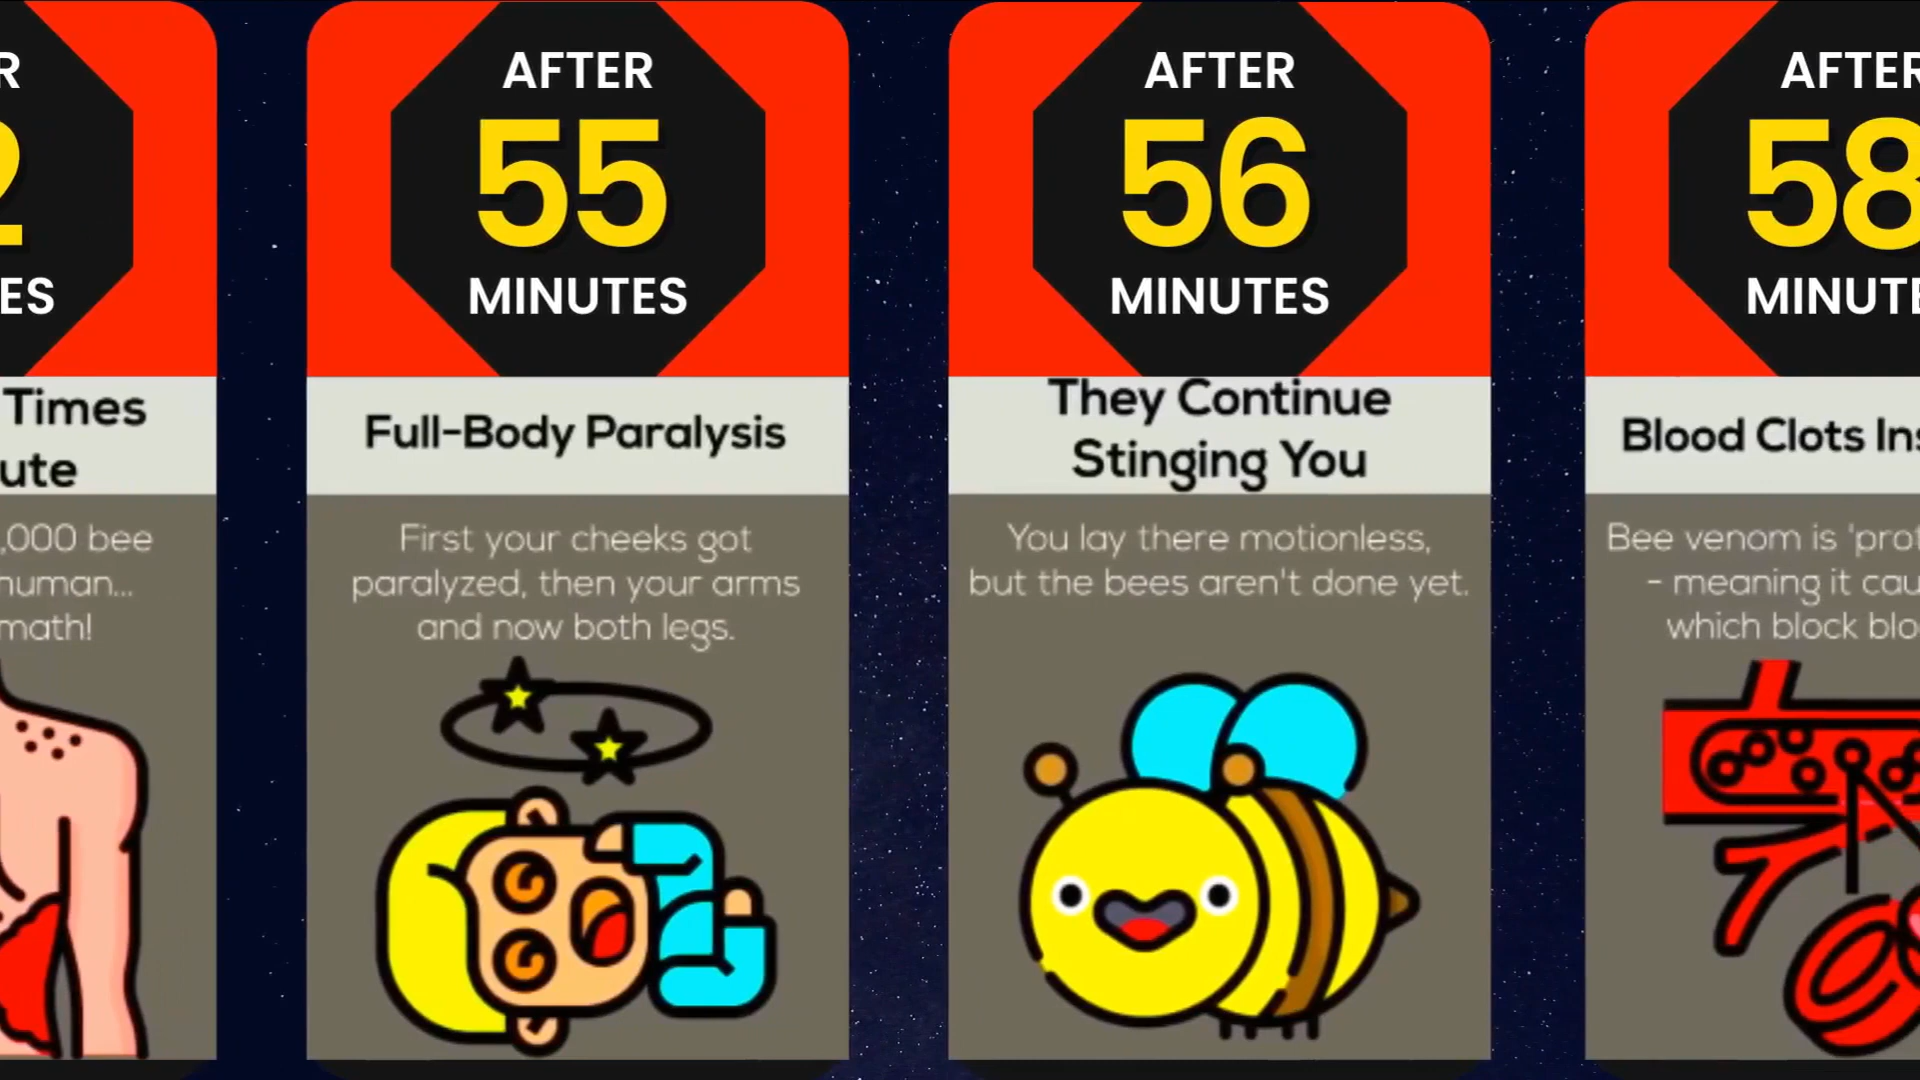 R
2
ES
Times
ute
,000 bee
human...
math!
AFTER
55
MINUTES
Full-Body Paralysis
First your cheeks got
paralyzed, then your arms
and now both legs.
AFTER
56
MINUTES
They Continue
Stinging You
You lay there motionless,
but the bees aren't done yet.
AFTER
58
MINUTE
Blood Clots Ins
Bee venom is 'prot
- meaning it cau
which block blo